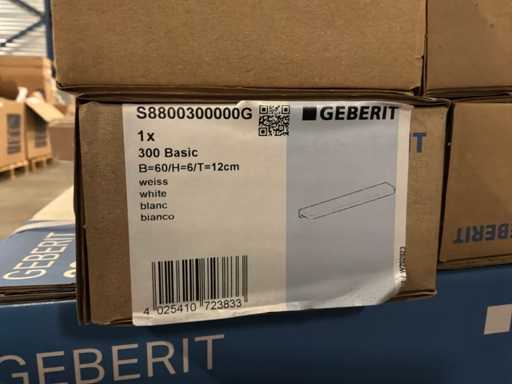 S8800300000G
GEBERIT
1x
300 Basic
B=60/H=6/T=12cm
weiss
white
blanc
bianco
4 025410 723833
GEBERIT
GEBERIT
GEBERIT